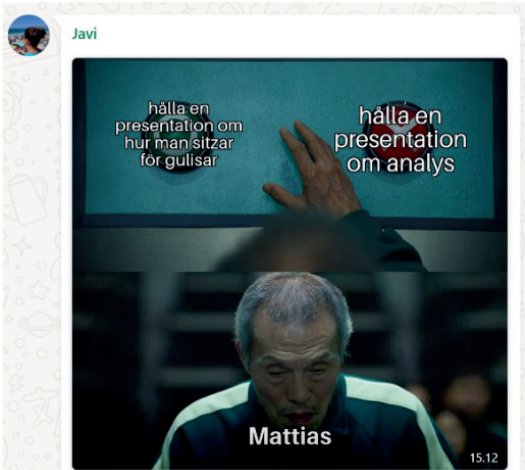 Javi
hålla en
presentation om
hur man sitzar
för gulisar
hålla en
presentation
om analys
Mattias
15.12